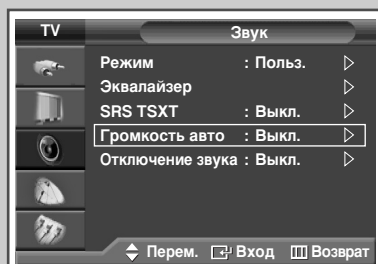 TV Звук
Режим : Польз.
Эквалайзер
SRS TSXT : Выкл.
Громкость авто : Выкл.
Отключение звука : Выкл.
Перем. Вход Возврат